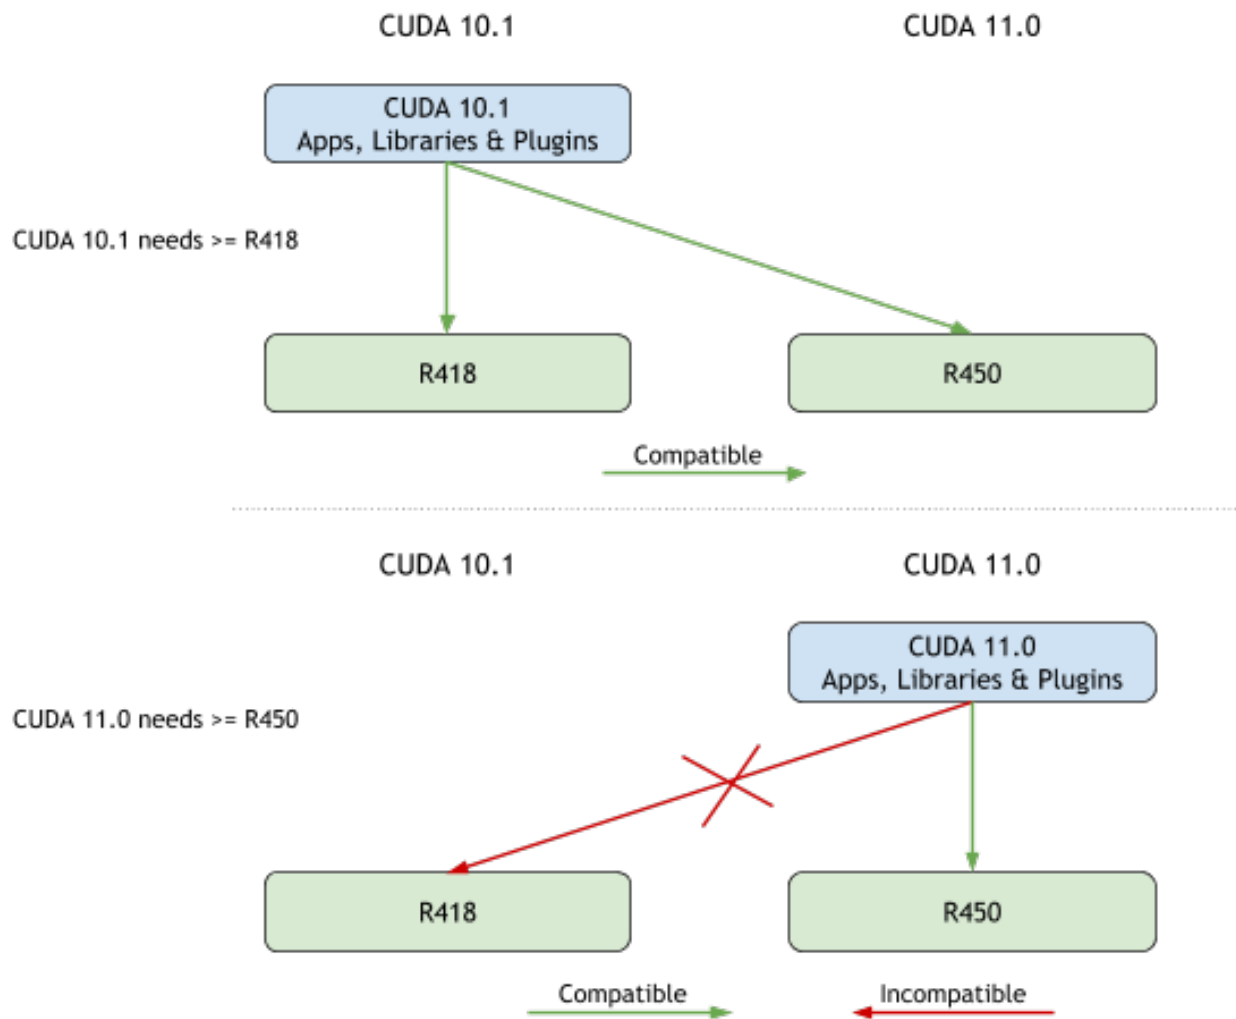 CUDA 10.1
CUDA 11.0
CUDA 10.1
Apps, Libraries & Plugins
CUDA 10.1 needs >= R418
R418
R450
Compatible
CUDA 10.1
CUDA 11.0
CUDA 11.0
Apps, Libraries & Plugins
CUDA 11.0 needs >= R450
R418
R450
Compatible
Incompatible